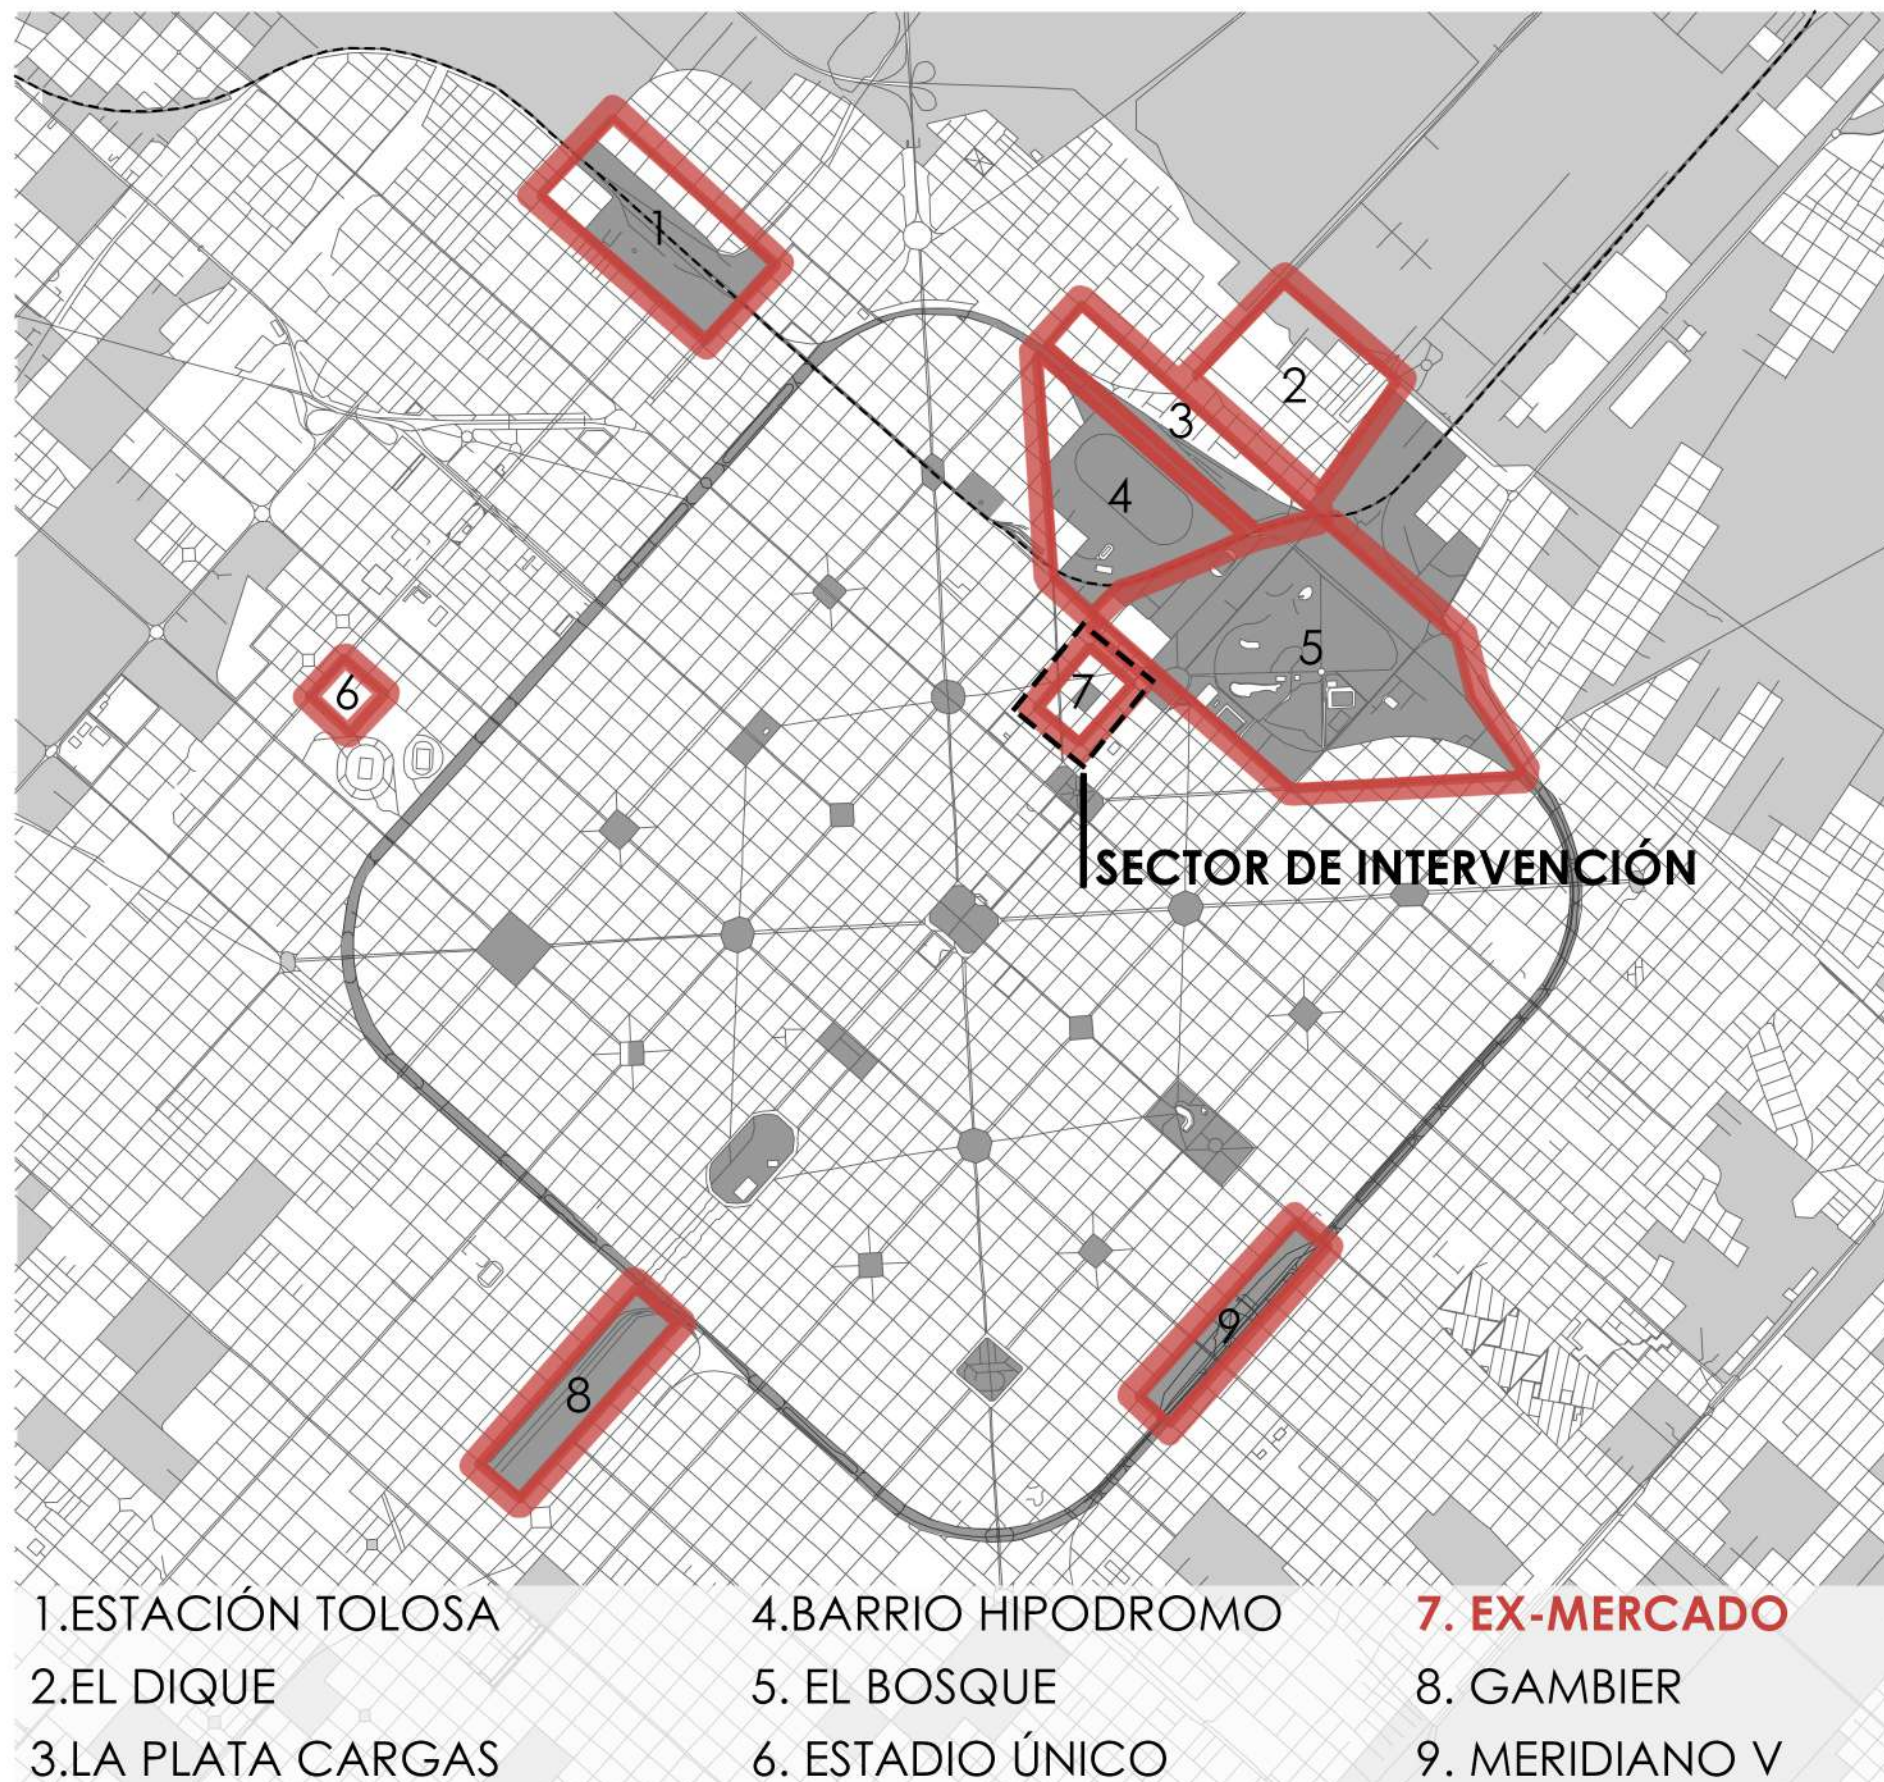 1
2
3
4
5
6
7
SECTOR DE INTERVENCIÓN
9
8
1.ESTACIÓN TOLOSA
2.EL DIQUE
3.LA PLATA CARGAS
4.BARRIO HIPODROMO
5. EL BOSQUE
6. ESTADIO ÚNICO
7. EX-MERCADO
8. GAMBIER
9. MERIDIANO V